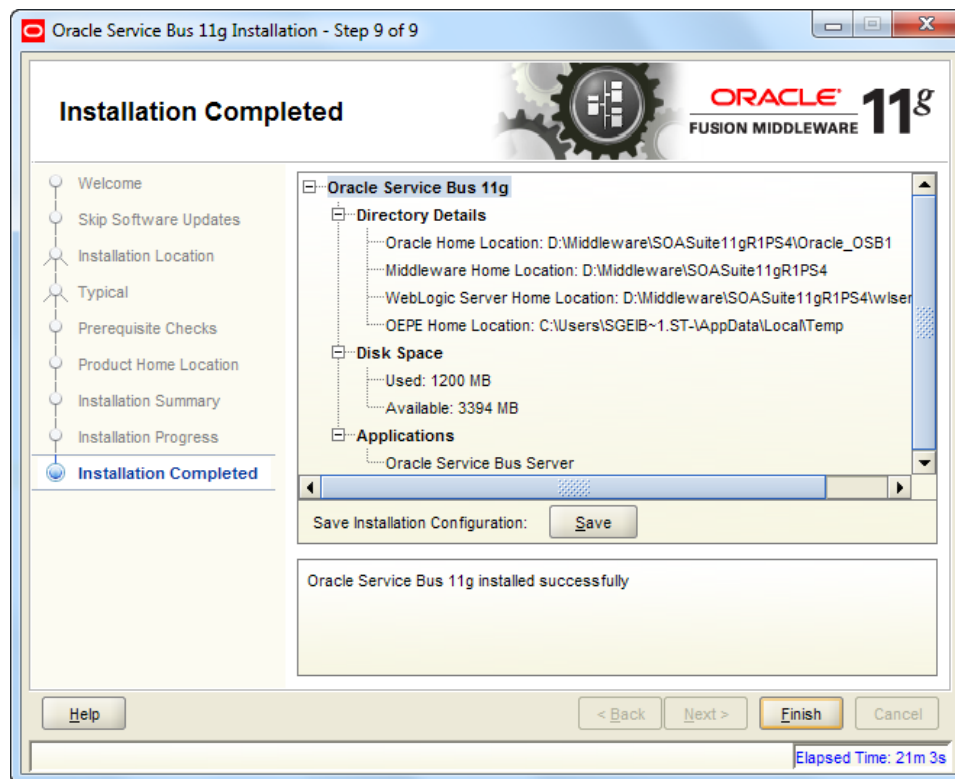 Oracle Service Bus 11g Installation - Step 9 of 9
Installation Completed
ORACLE
FUSION MIDDLEWARE 11g
Welcome
Skip Software Updates
Installation Location
Typical
Prerequisite Checks
Product Home Location
Installation Summary
Installation Progress
Installation Completed
Oracle Service Bus 11g
Directory Details
Oracle Home Location: D:\Middleware\SOASuite11gR1PS4\Oracle_OSB1
Middleware Home Location: D:\Middleware\SOASuite11gR1PS4
WebLogic Server Home Location: D:\Middleware\SOASuite11gR1PS4\wlser
OEPE Home Location: C:\Users\SGEIB~1.ST-\AppData\Local\Temp
Disk Space
Used: 1200 MB
Available: 3394 MB
Applications
Oracle Service Bus Server
Save Installation Configuration: Save
Oracle Service Bus 11g installed successfully
Help < Back Next > Finish Cancel
Elapsed Time: 21m 3s